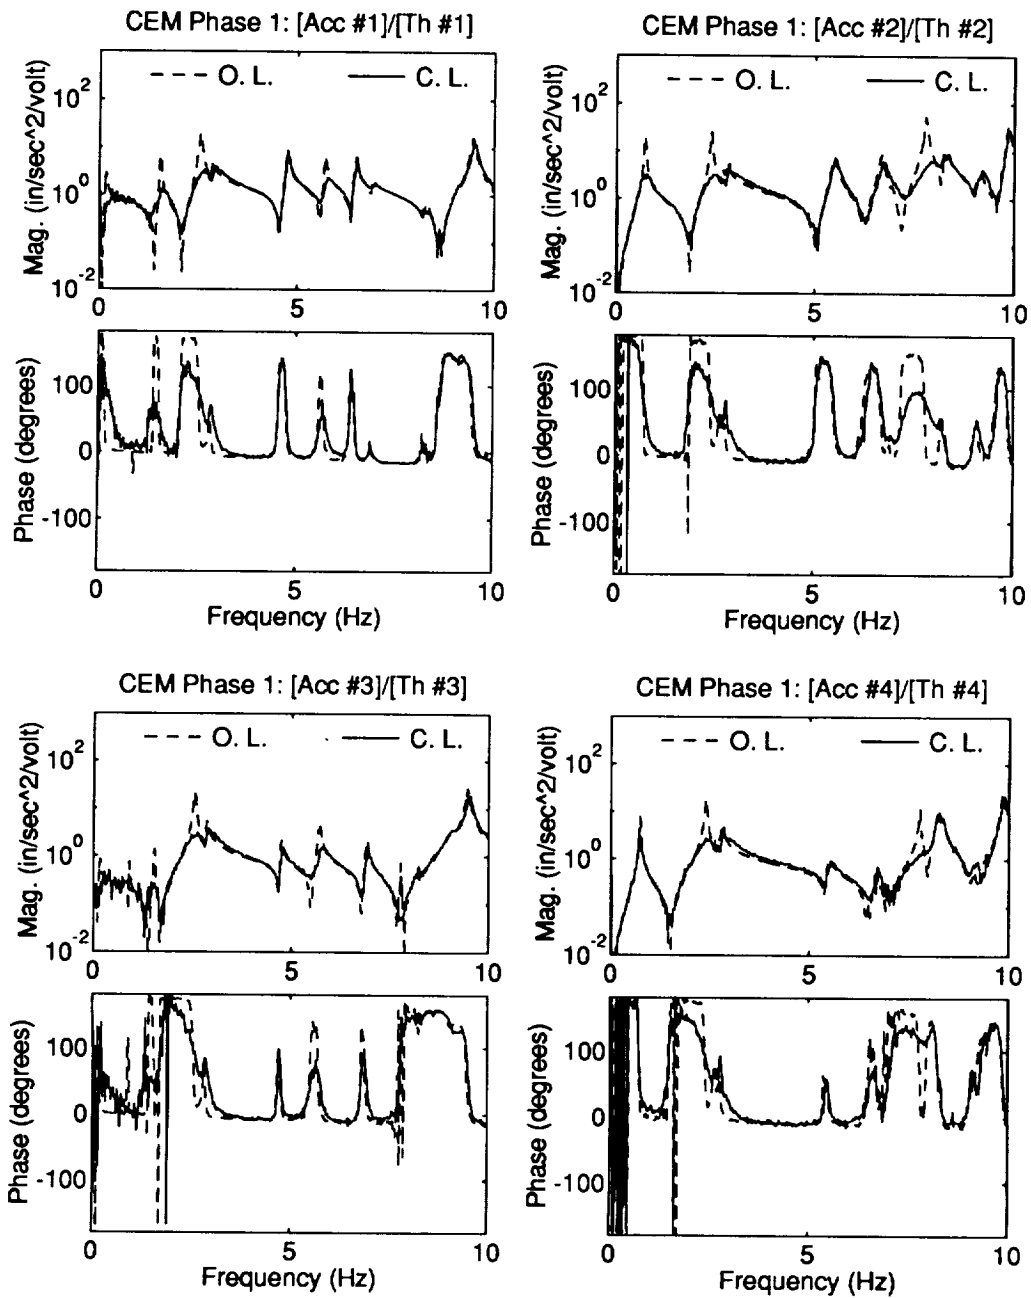 CEM Phase 1: [Acc #1]/[Th #1]
O. L.
C. L.
Mag. (in/sec^2/volt)
10^2
10^0
10^-2
0
5
10
Phase (degrees)
100
0
-100
0
5
10
Frequency (Hz)
CEM Phase 1: [Acc #2]/[Th #2]
O. L.
C. L.
Mag. (in/sec^2/volt)
10^2
10^0
10^-2
0
5
10
Phase (degrees)
100
0
-100
0
5
10
Frequency (Hz)
CEM Phase 1: [Acc #3]/[Th #3]
O. L.
C. L.
Mag. (in/sec^2/volt)
10^2
10^0
10^-2
0
5
10
Phase (degrees)
100
0
-100
0
5
10
Frequency (Hz)
CEM Phase 1: [Acc #4]/[Th #4]
O. L.
C. L.
Mag. (in/sec^2/volt)
10^2
10^0
10^-2
0
5
10
Phase (degrees)
100
0
-100
0
5
10
Frequency (Hz)